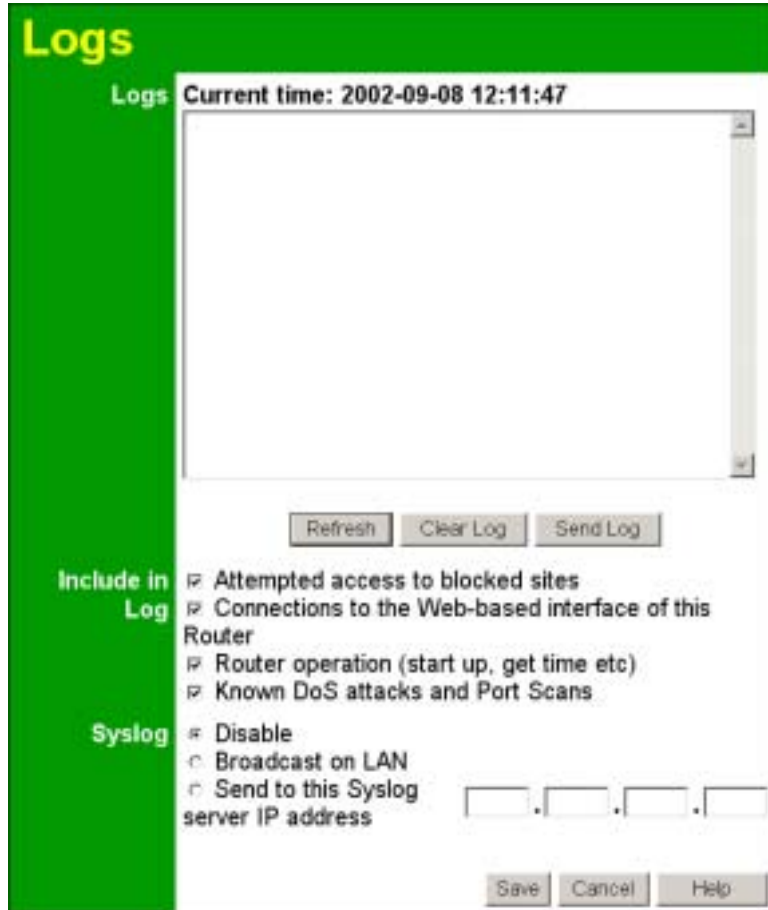 Logs
Logs Current time: 2002-09-08 12:11:47
Refresh Clear Log Send Log
Include in Log
Attempted access to blocked sites
Connections to the Web-based interface of this
Router
Router operation (start up, get time etc)
Known DoS attacks and Port Scans
Syslog
Disable
Broadcast on LAN
Send to this Syslog
server IP address . . .
Save Cancel Help